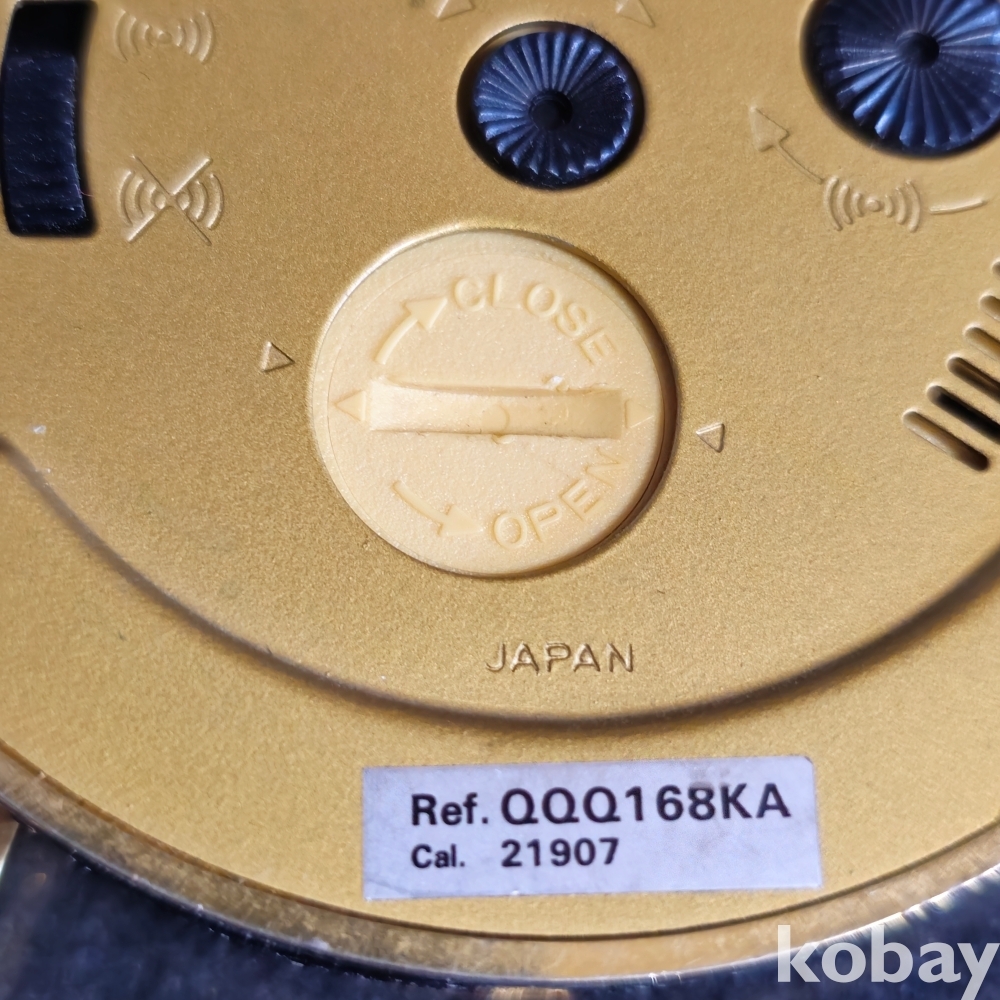 CLOSE
OPEN
JAPAN
Ref. QQQ168KA
Cal. 21907
kobay